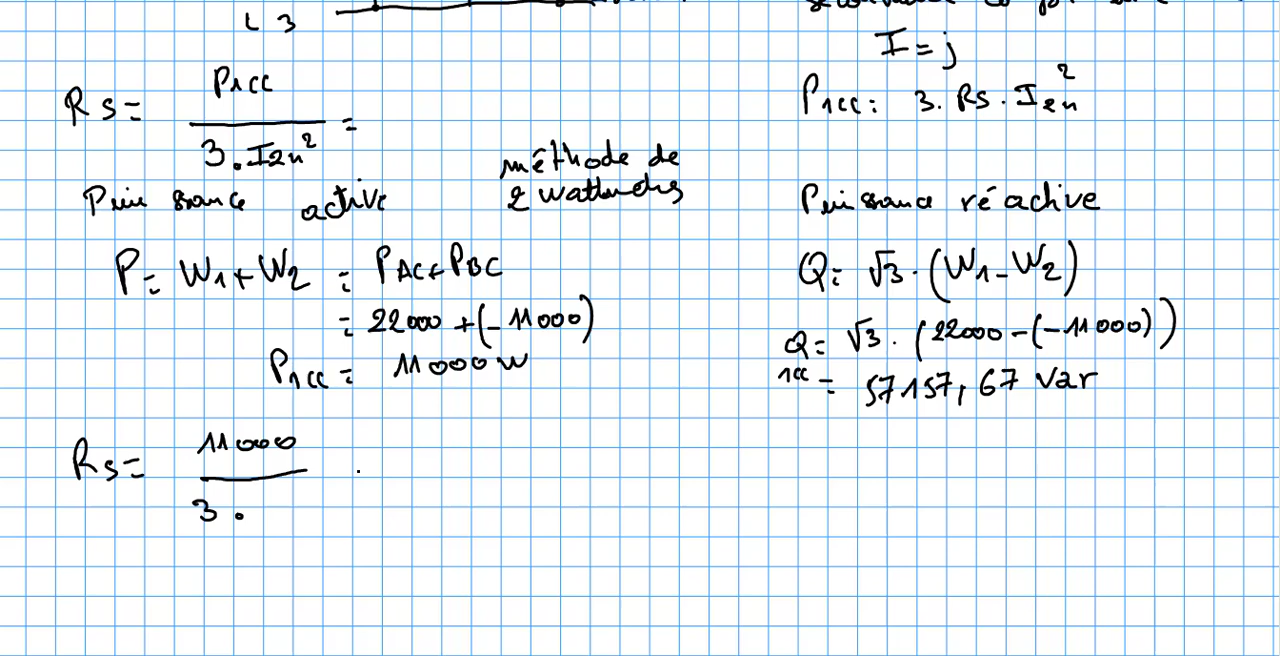 L 3
I = j
Rs = P1cc / 3 . I2n² =
P1cc : 3. Rs. I2n²
méthode de
Puissance active
2 wattmètres
Puissance réactive
P = W1 + W2 = PAC + PBC
= 22000 + (-11000)
P1cc = 11000 W
Q = √3 . (W1 - W2)
Q1cc = √3 . (22000 - (-11000))
= 57157,67 var
Rs = 11000 / 3 .